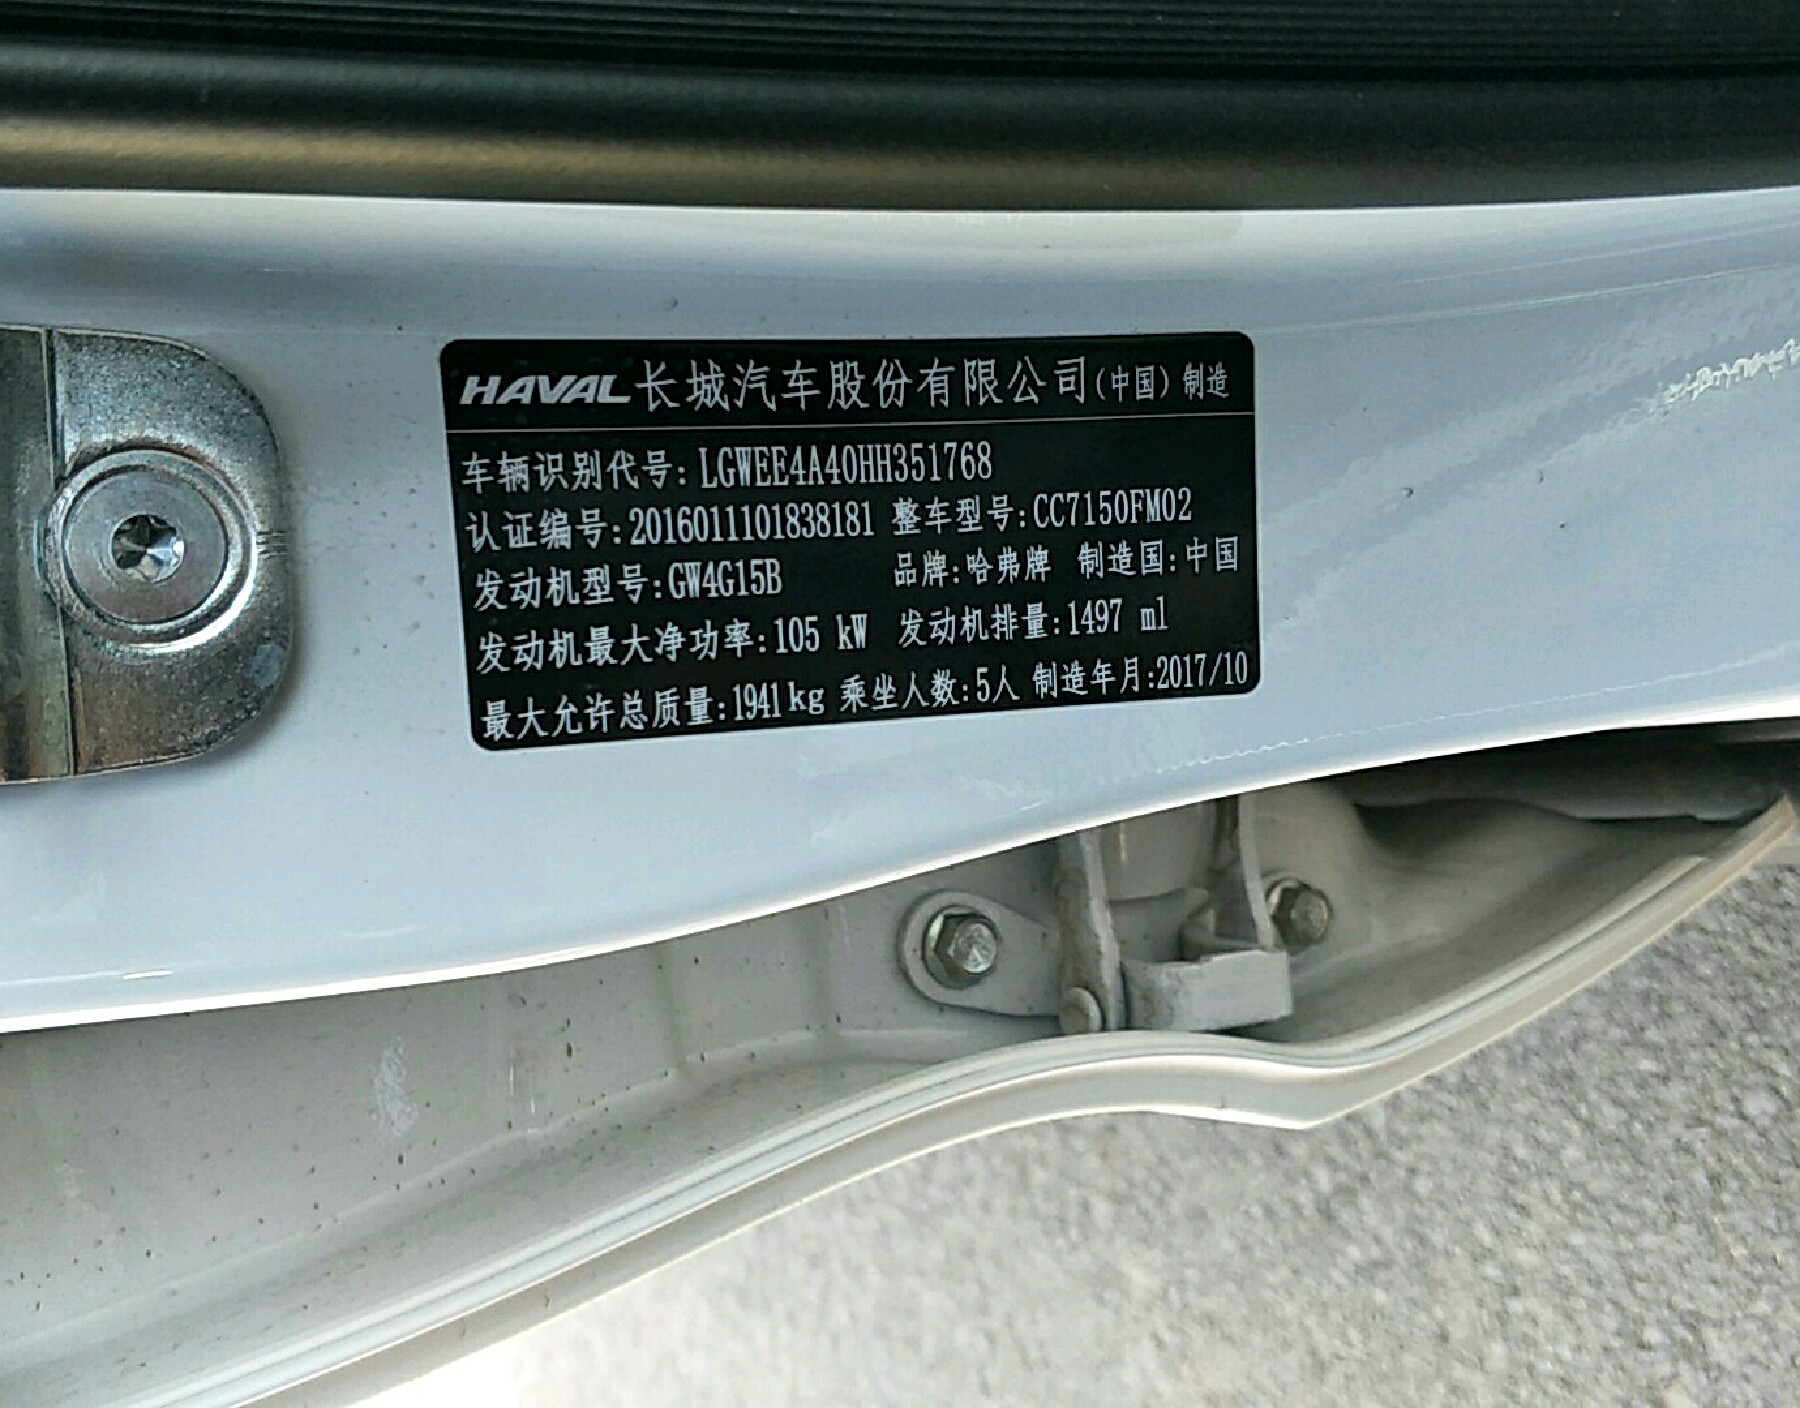 HAVAL长城汽车股份有限公司(中国)制造
车辆识别代号:LGWEE4A40HH351768
认证编号:2016011101838181 整车型号:CC7150FM02
发动机型号:GW4G15B 品牌:哈弗牌 制造国:中国
发动机最大净功率:105 kW 发动机排量:1497 ml
最大允许总质量:1941kg 乘坐人数:5人 制造年月:2017/10